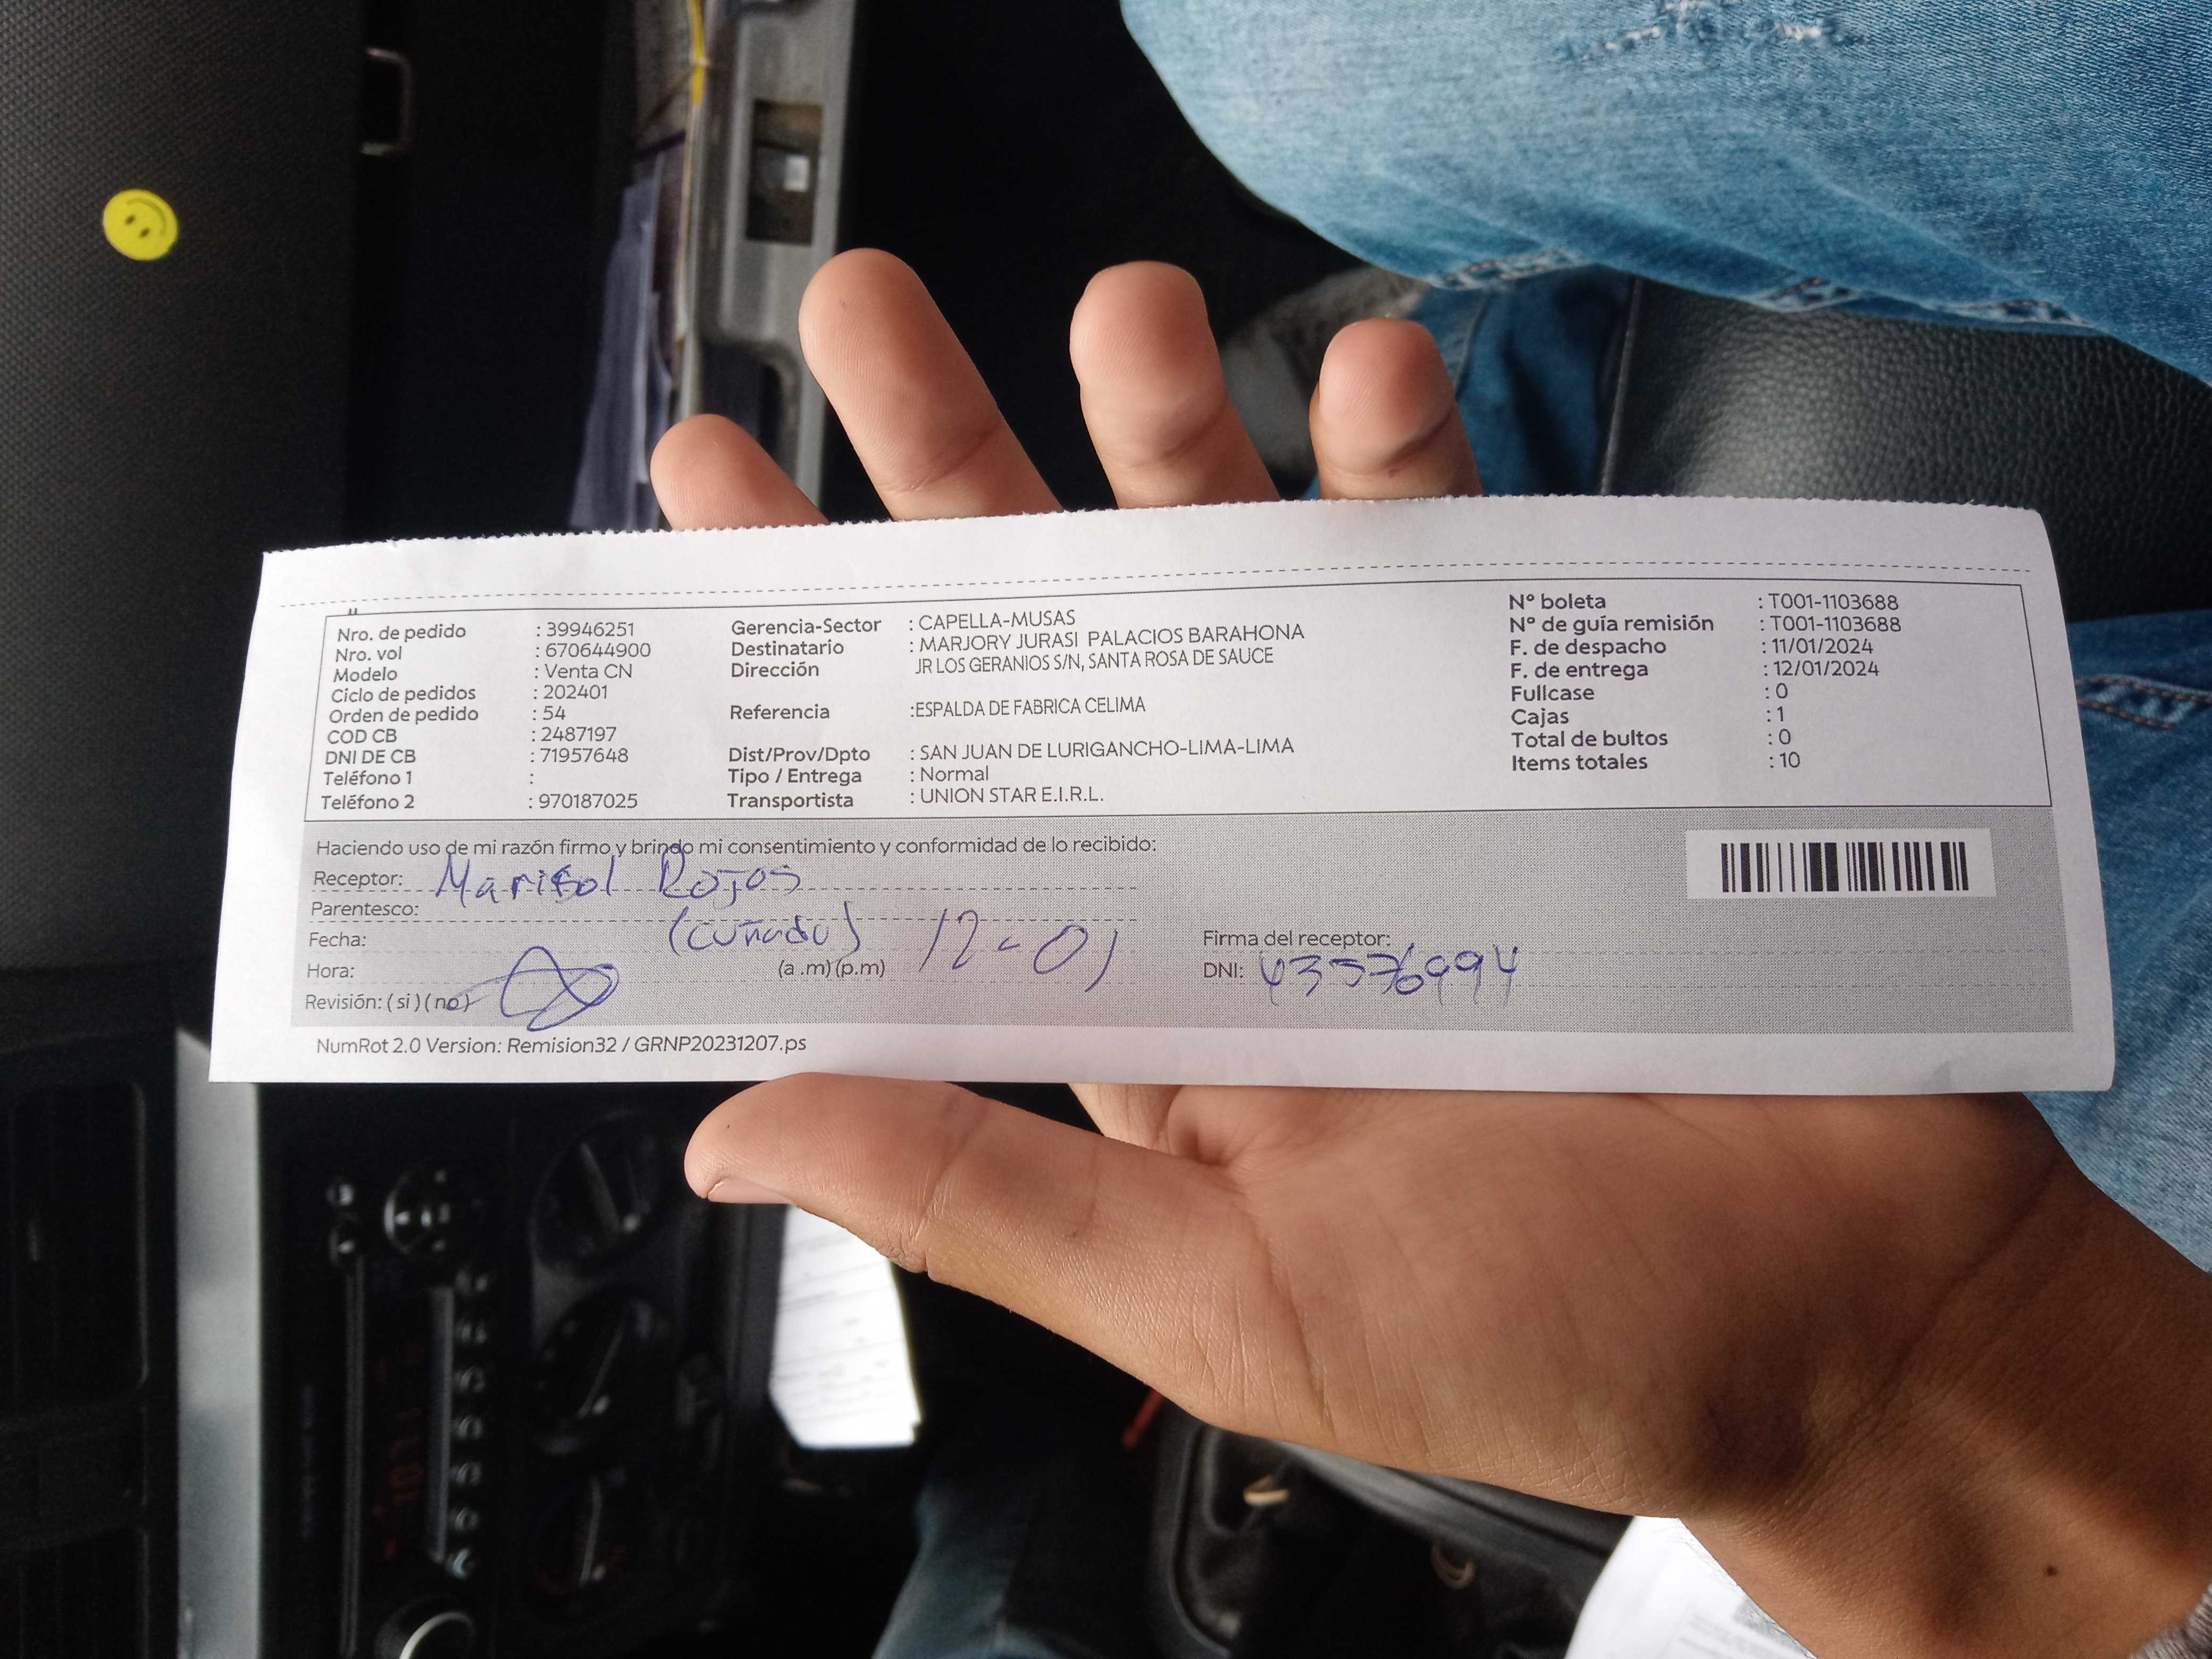 Nro. de pedido : 39946251
Nro. vol : 670644900
Modelo : Venta CN
Ciclo de pedidos : 202401
Orden de pedido : 54
COD CB : 2487197
DNI DE CB : 71957648
Teléfono 1 :
Teléfono 2 : 970187025
Gerencia-Sector : CAPELLA-MUSAS
Destinatario : MARJORY JURASI PALACIOS BARAHONA
Dirección JR LOS GERANIOS S/N, SANTA ROSA DE SAUCE
Referencia :ESPALDA DE FABRICA CELIMA
Dist/Prov/Dpto : SAN JUAN DE LURIGANCHO-LIMA-LIMA
Tipo / Entrega : Normal
Transportista : UNION STAR E.I.R.L.
N° boleta : T001-1103688
N° de guía remisión : T001-1103688
F. de despacho : 11/01/2024
F. de entrega : 12/01/2024
Fullcase : 0
Cajas : 1
Total de bultos : 0
Items totales : 10
Haciendo uso de mi razón firmo y brindo mi consentimiento y conformidad de lo recibido:
Receptor: Marisol Rojas
Parentesco:
(cuñada) 12-01
Fecha:
Hora: (a .m) (p.m)
Revisión: ( si ) ( no )
Firma del receptor:
DNI: 43576994
NumRot 2.0 Version: Remision32 / GRNP20231207.ps